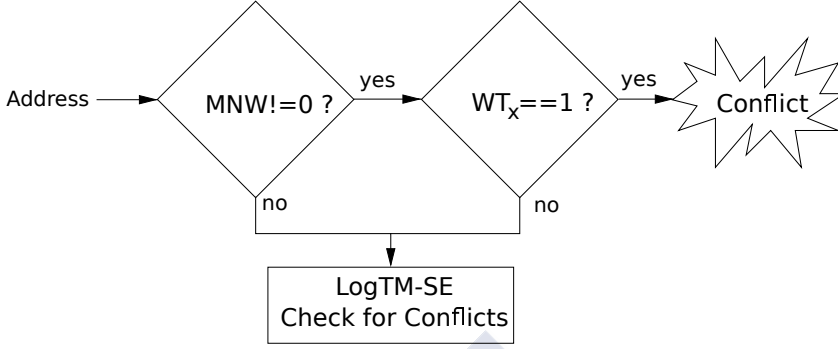 Address
MNW!=0 ?
yes
WTx==1 ?
yes
Conflict
no
no
LogTM-SE
Check for Conflicts